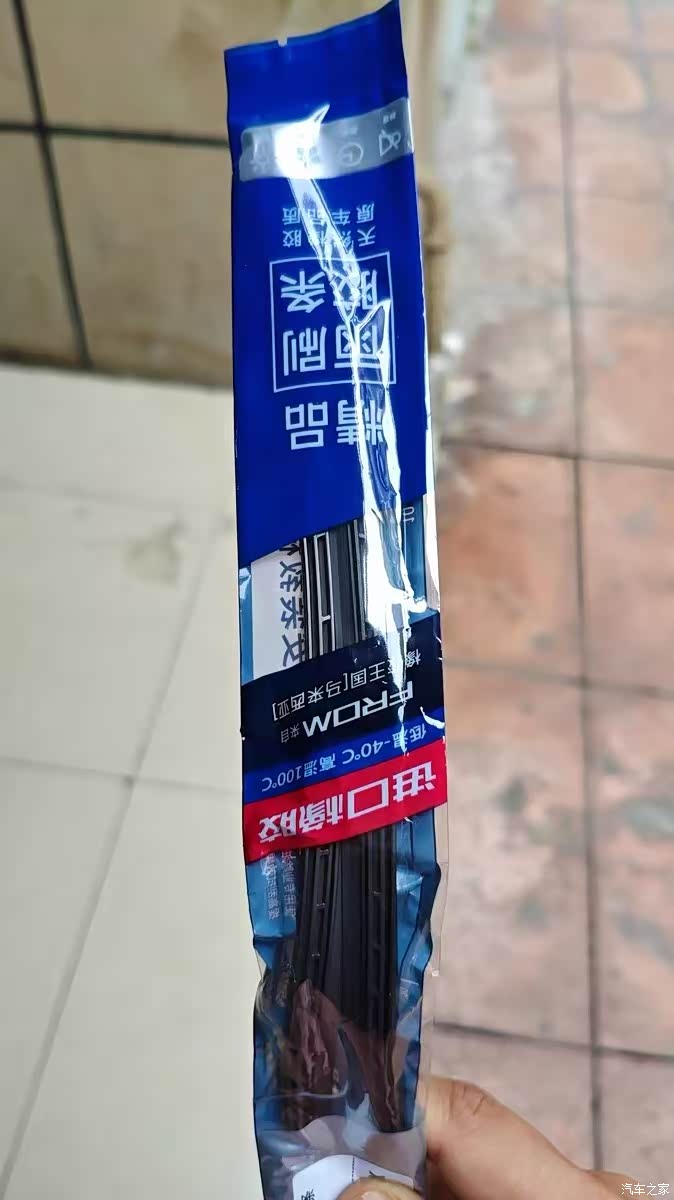 进口橡胶
低温-40°C 高温100°C
FROM 来自
橡胶王国[马来西亚]
精品
雨刷
胶条
天然橡胶
原车品质
汽车之家